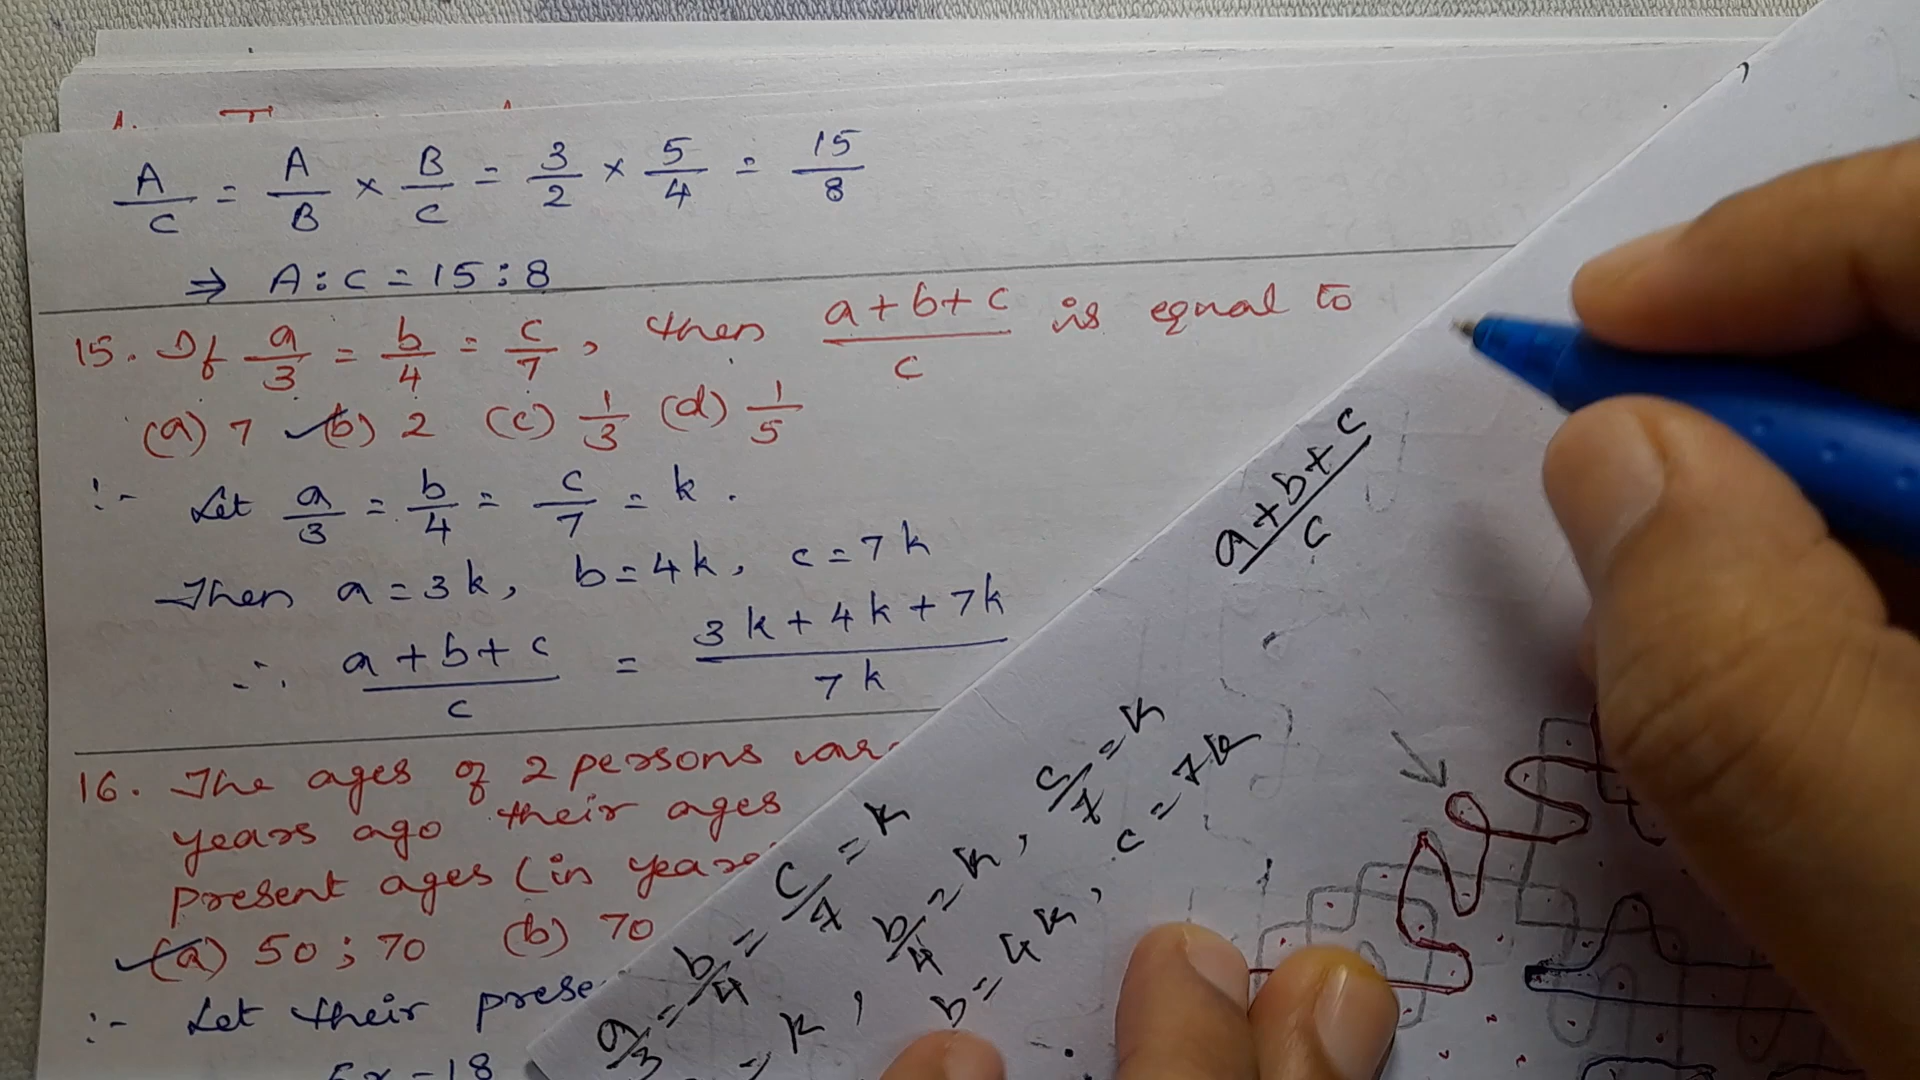 A/C = A/B × B/C = 3/2 × 5/4 = 15/8
⇒ A:C = 15:8
15. If a/3 = b/4 = c/7, then (a+b+c)/c is equal to
(a) 7 (b) 2 (c) 1/3 (d) 1/5
:- Let a/3 = b/4 = c/7 = k.
Then a=3k, b=4k, c=7k
∴ (a+b+c)/c = (3k+4k+7k)/7k
16. The ages of 2 persons
years ago their ages
present ages (in
(a) 50; 70 (b) 70
:- Let their
5x-18
(a+b+c)/c
a/3 = b/4 = c/7 = k
= k, b/4 = k, c/7 = k
b = 4k, c = 7k